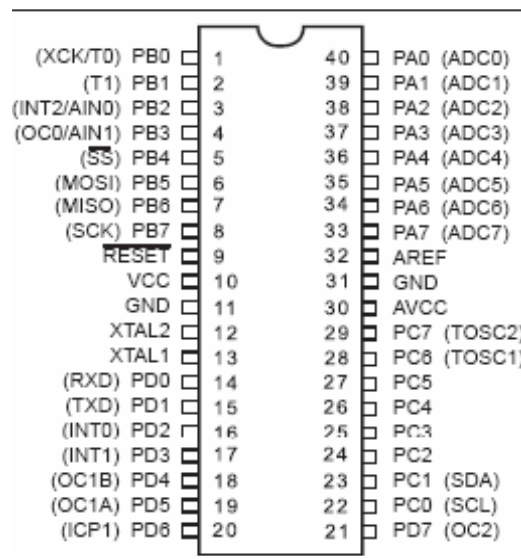 (XCK/T0) PB0 1 40 PA0 (ADC0)
(T1) PB1 2 39 PA1 (ADC1)
(INT2/AIN0) PB2 3 38 PA2 (ADC2)
(OC0/AIN1) PB3 4 37 PA3 (ADC3)
(SS) PB4 5 36 PA4 (ADC4)
(MOSI) PB5 6 35 PA5 (ADC5)
(MISO) PB6 7 34 PA6 (ADC6)
(SCK) PB7 8 33 PA7 (ADC7)
RESET 9 32 AREF
VCC 10 31 GND
GND 11 30 AVCC
XTAL2 12 29 PC7 (TOSC2)
XTAL1 13 28 PC6 (TOSC1)
(RXD) PD0 14 27 PC5
(TXD) PD1 15 26 PC4
(INT0) PD2 16 25 PC3
(INT1) PD3 17 24 PC2
(OC1B) PD4 18 23 PC1 (SDA)
(OC1A) PD5 19 22 PC0 (SCL)
(ICP1) PD6 20 21 PD7 (OC2)